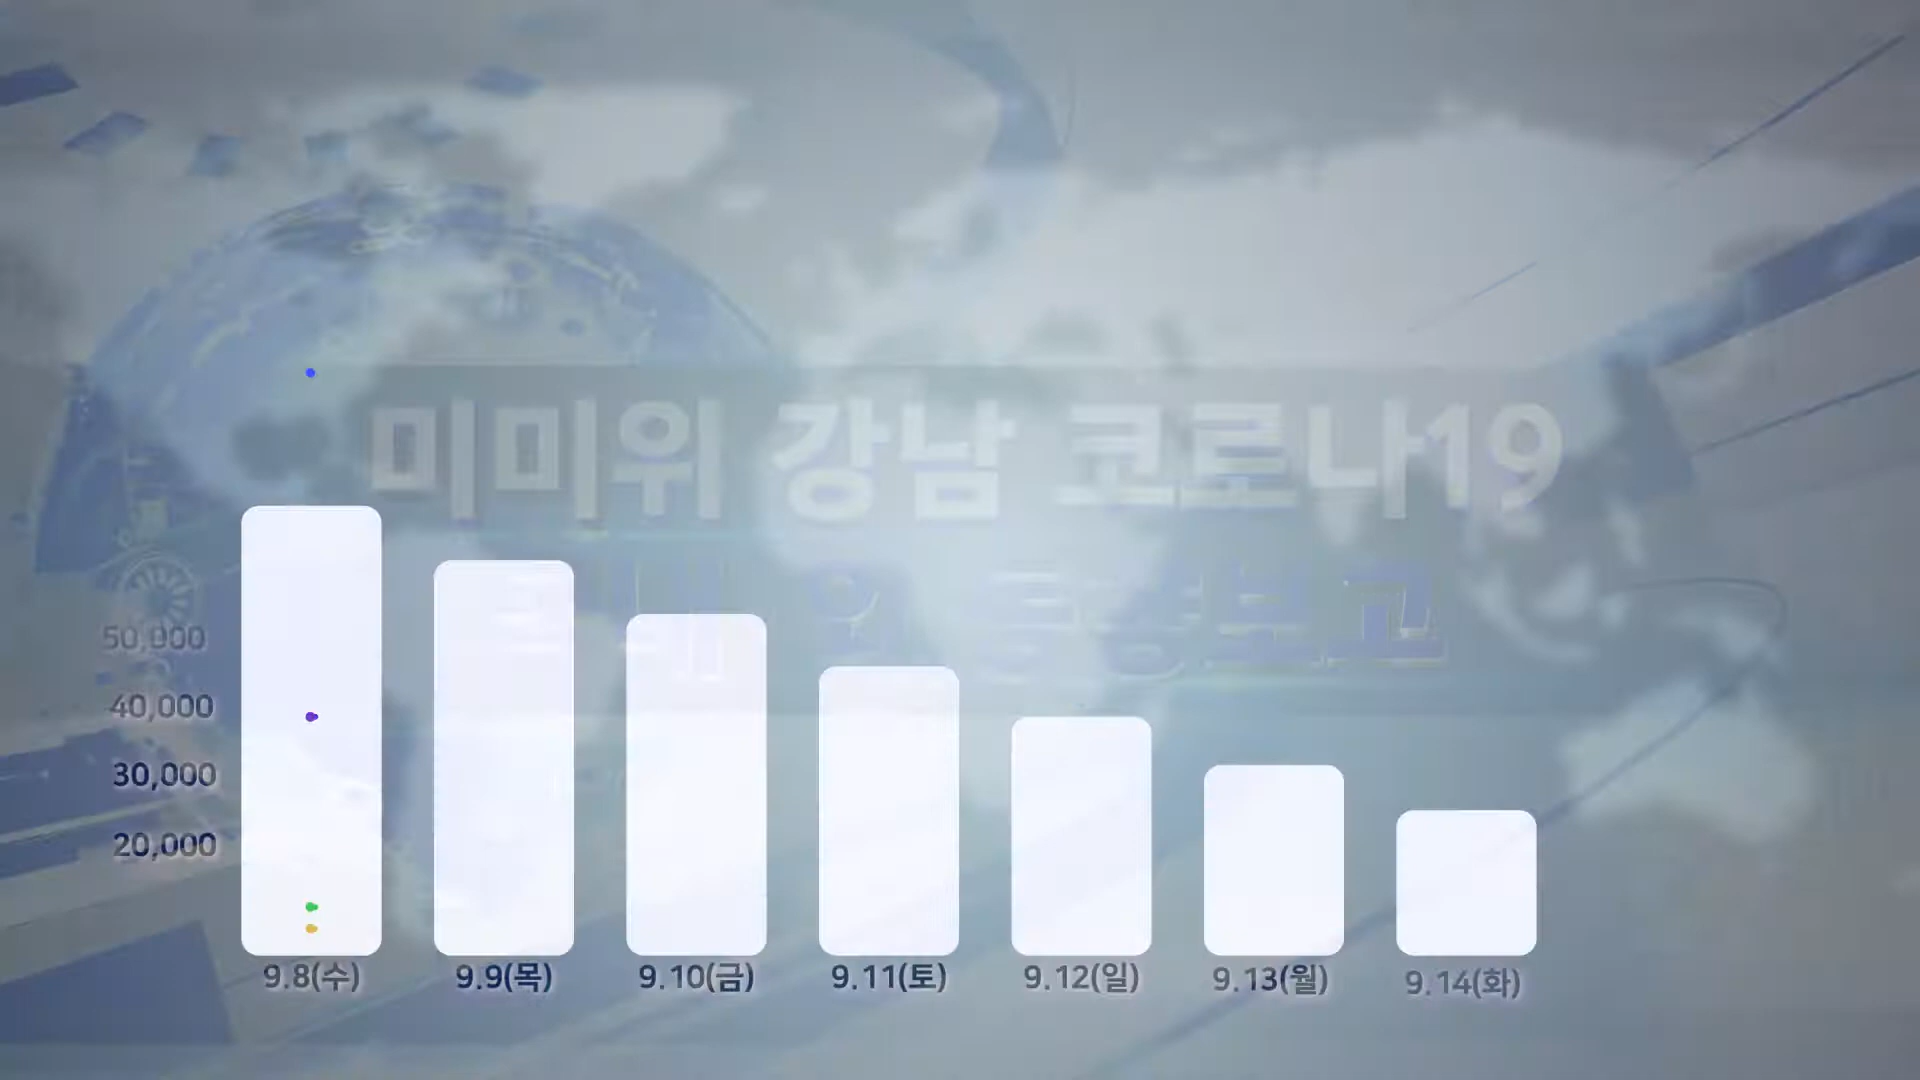 미미위 강남 코로나19
50,000
40,000
30,000
20,000
9.8(수)
9.9(목)
9.10(금)
9.11(토)
9.12(일)
9.13(월)
9.14(화)